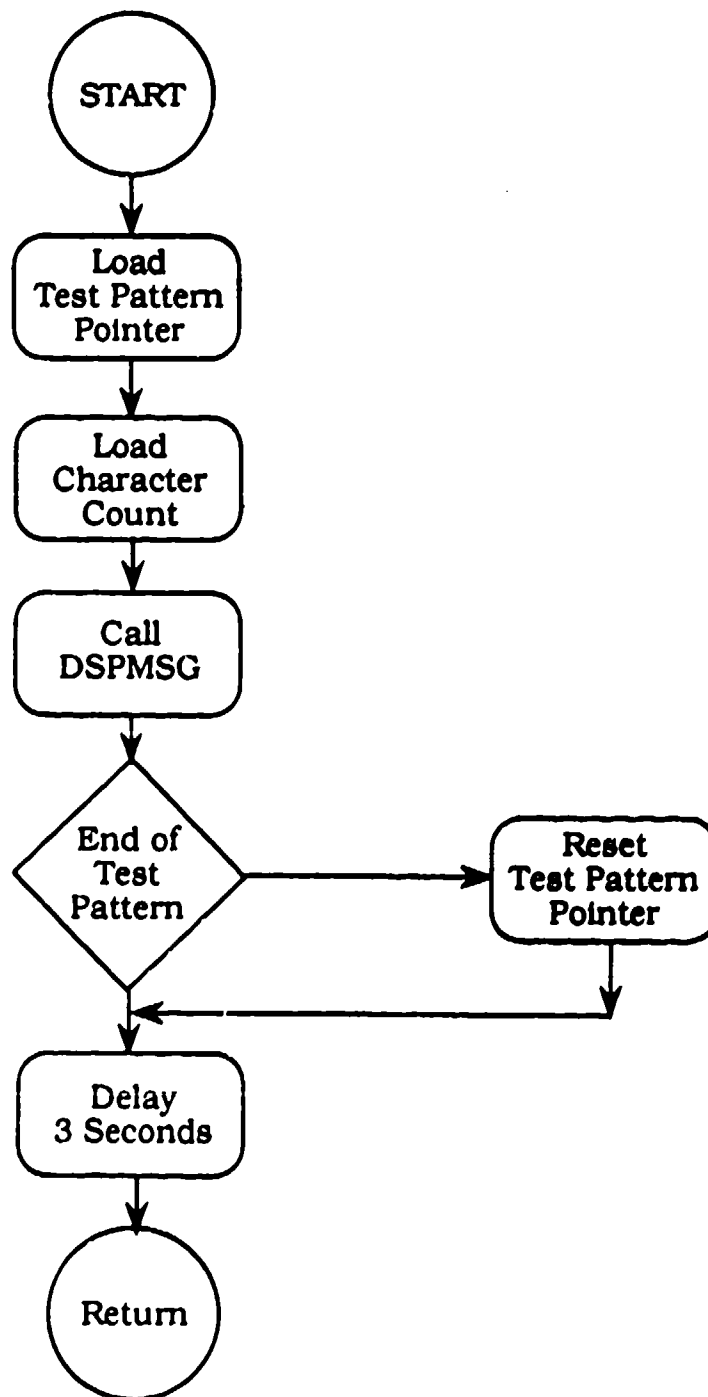 START
Load
Test Pattern
Pointer
Load
Character
Count
Call
DSPMSG
End of
Test
Pattern
Reset
Test Pattern
Pointer
Delay
3 Seconds
Return